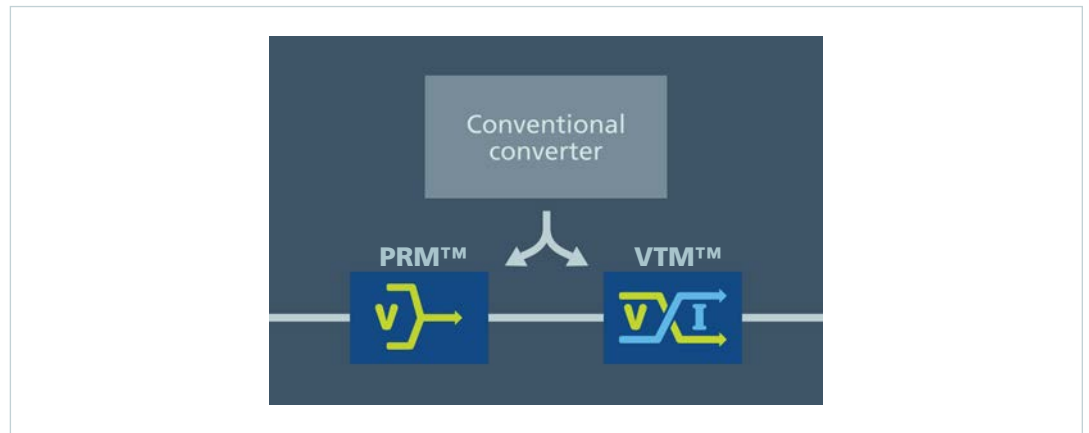 Conventional
converter
PRM™ VTM™
V V I